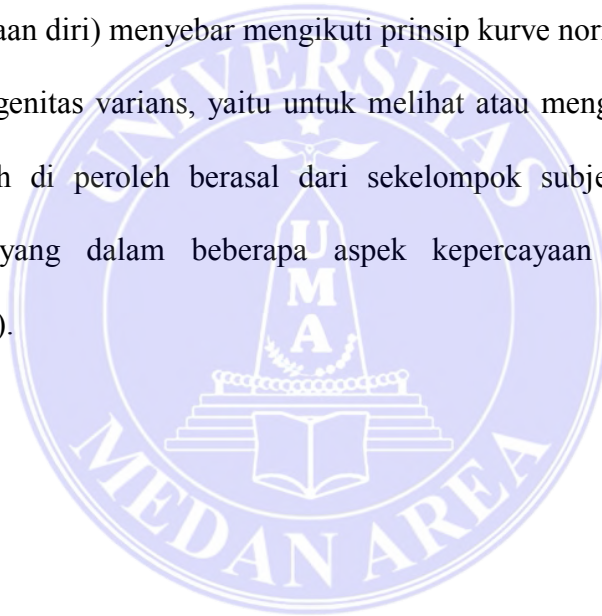 aan diri) menyebar mengikuti prinsip kurve nor
genitas varians, yaitu untuk melihat atau meng
h di peroleh berasal dari sekelompok subje
yang dalam beberapa aspek kepercayaan
).
UNIVERSITAS
U
M
A
MEDAN AREA